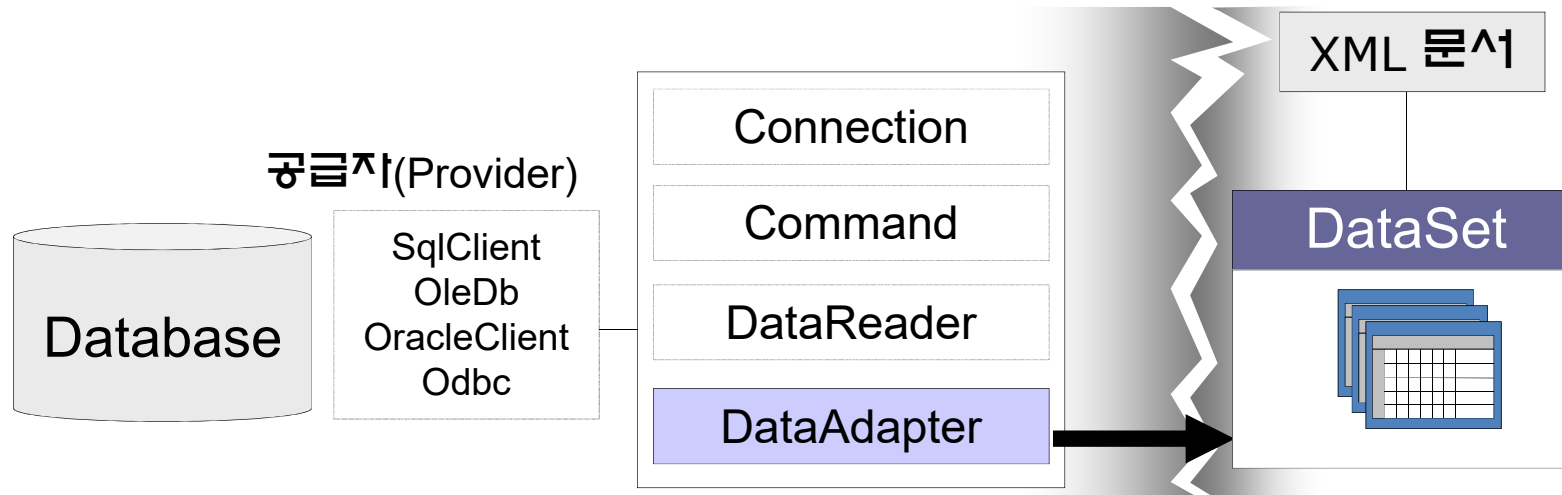 Database
공급자(Provider)
SqlClient
OleDb
OracleClient
Odbc
Connection
Command
DataReader
DataAdapter
XML 문서
DataSet